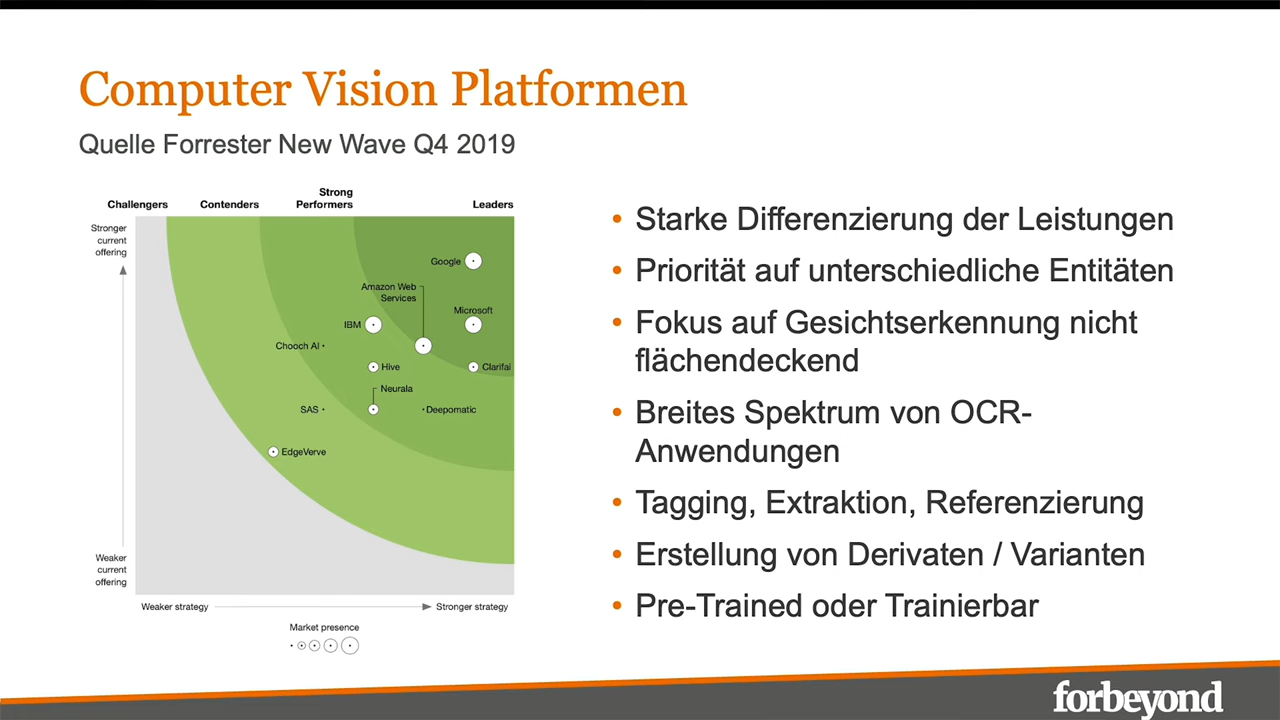 Computer Vision Platformen
Quelle Forrester New Wave Q4 2019
Challengers
Contenders
Strong
Performers
Leaders
Stronger
current
offering
Google
Amazon Web
Services
Microsoft
IBM
Chooch AI
Hive
Clarifai
Neurala
SAS
Deepomatic
EdgeVerve
Weaker
current
offering
Weaker strategy
Stronger strategy
Market presence
• Starke Differenzierung der Leistungen
• Priorität auf unterschiedliche Entitäten
• Fokus auf Gesichtserkennung nicht
flächendeckend
• Breites Spektrum von OCR-
Anwendungen
• Tagging, Extraktion, Referenzierung
• Erstellung von Derivaten / Varianten
• Pre-Trained oder Trainierbar
forbeyond